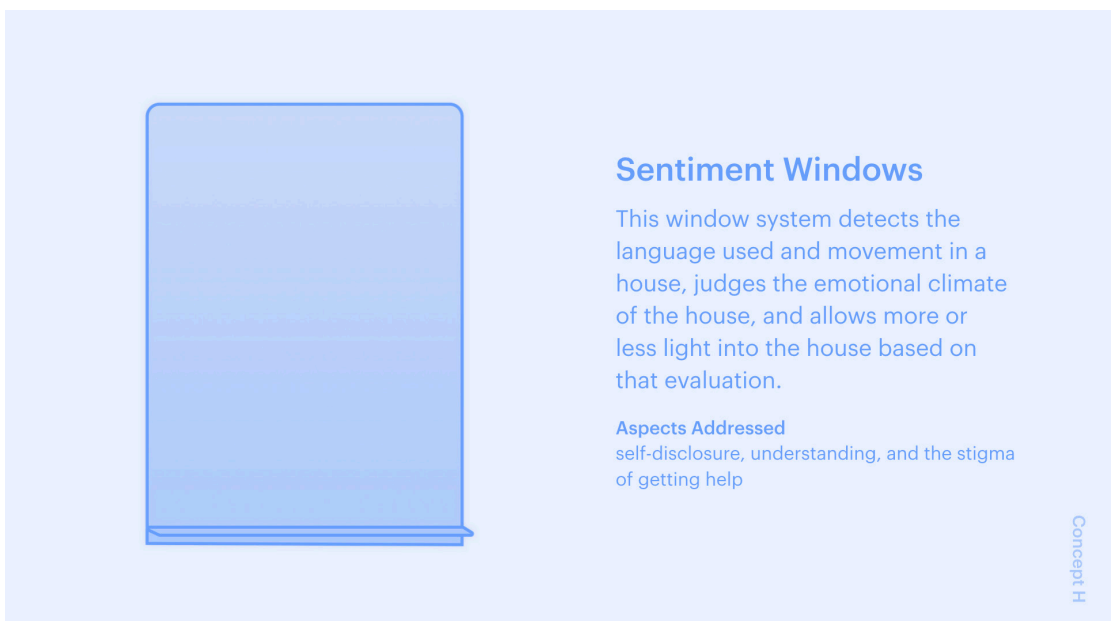 Sentiment Windows
This window system detects the
language used and movement in a
house, judges the emotional climate
of the house, and allows more or
less light into the house based on
that evaluation.
Aspects Addressed
self-disclosure, understanding, and the stigma
of getting help
Concept H